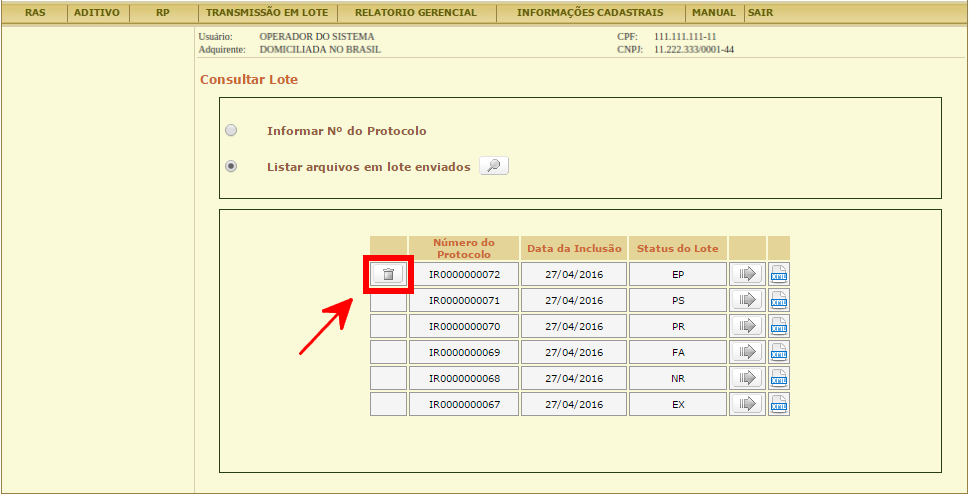 RAS ADITIVO RP TRANSMISSÃO EM LOTE RELATORIO GERENCIAL INFORMAÇÕES CADASTRAIS MANUAL SAIR
Usuário: OPERADOR DO SISTEMA CPF: 111.111.111-11
Adquirente: DOMICILIADA NO BRASIL CNPJ: 11.222.333/0001-44
Consultar Lote
Informar Nº do Protocolo
Listar arquivos em lote enviados
Número do Protocolo Data da Inclusão Status do Lote
IR0000000072 27/04/2016 EP XML
IR0000000071 27/04/2016 PS XML
IR0000000070 27/04/2016 PR XML
IR0000000069 27/04/2016 FA XML
IR0000000068 27/04/2016 NR XML
IR0000000067 27/04/2016 EX XML